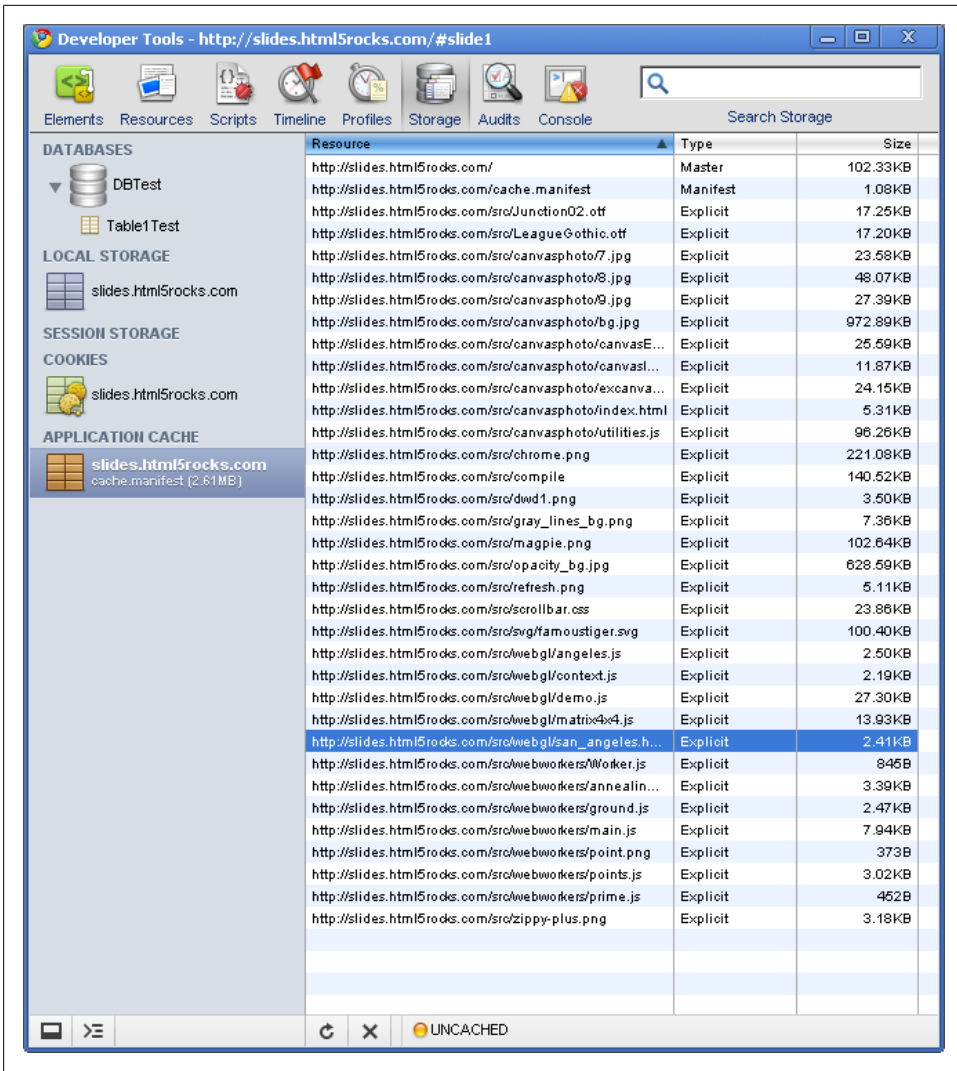 Developer Tools - http://slides.html5rocks.com/#slide1
Elements Resources Scripts Timeline Profiles Storage Audits Console Search Storage
DATABASES
DBTest
Table1Test
LOCAL STORAGE
slides.html5rocks.com
SESSION STORAGE
COOKIES
slides.html5rocks.com
APPLICATION CACHE
slides.html5rocks.com
cache.manifest (2.61MB)
Resource Type Size
http://slides.html5rocks.com/ Master 102.33KB
http://slides.html5rocks.com/cache.manifest Manifest 1.08KB
http://slides.html5rocks.com/src/Junction02.otf Explicit 17.25KB
http://slides.html5rocks.com/src/LeagueGothic.otf Explicit 17.20KB
http://slides.html5rocks.com/src/canvasphoto/7.jpg Explicit 23.58KB
http://slides.html5rocks.com/src/canvasphoto/8.jpg Explicit 48.07KB
http://slides.html5rocks.com/src/canvasphoto/9.jpg Explicit 27.39KB
http://slides.html5rocks.com/src/canvasphoto/bg.jpg Explicit 972.89KB
http://slides.html5rocks.com/src/canvasphoto/canvasE... Explicit 25.59KB
http://slides.html5rocks.com/src/canvasphoto/canvasI... Explicit 11.87KB
http://slides.html5rocks.com/src/canvasphoto/excanva... Explicit 24.15KB
http://slides.html5rocks.com/src/canvasphoto/index.html Explicit 5.31KB
http://slides.html5rocks.com/src/canvasphoto/utilities.js Explicit 96.26KB
http://slides.html5rocks.com/src/chrome.png Explicit 221.08KB
http://slides.html5rocks.com/src/compile Explicit 140.52KB
http://slides.html5rocks.com/src/dwd1.png Explicit 3.50KB
http://slides.html5rocks.com/src/gray_lines_bg.png Explicit 7.36KB
http://slides.html5rocks.com/src/magpie.png Explicit 102.64KB
http://slides.html5rocks.com/src/opacity_bg.jpg Explicit 628.59KB
http://slides.html5rocks.com/src/refresh.png Explicit 5.11KB
http://slides.html5rocks.com/src/scrollbar.css Explicit 23.86KB
http://slides.html5rocks.com/src/svg/famoustiger.svg Explicit 100.40KB
http://slides.html5rocks.com/src/webgl/angeles.js Explicit 2.50KB
http://slides.html5rocks.com/src/webgl/context.js Explicit 2.19KB
http://slides.html5rocks.com/src/webgl/demo.js Explicit 27.30KB
http://slides.html5rocks.com/src/webgl/matrix4x4.js Explicit 13.93KB
http://slides.html5rocks.com/src/webgl/san_angeles.h... Explicit 2.41KB
http://slides.html5rocks.com/src/webworkers/Worker.js Explicit 845B
http://slides.html5rocks.com/src/webworkers/annealin... Explicit 3.39KB
http://slides.html5rocks.com/src/webworkers/ground.js Explicit 2.47KB
http://slides.html5rocks.com/src/webworkers/main.js Explicit 7.94KB
http://slides.html5rocks.com/src/webworkers/point.png Explicit 373B
http://slides.html5rocks.com/src/webworkers/points.js Explicit 3.02KB
http://slides.html5rocks.com/src/webworkers/prime.js Explicit 452B
http://slides.html5rocks.com/src/zippy-plus.png Explicit 3.18KB
UNCACHED